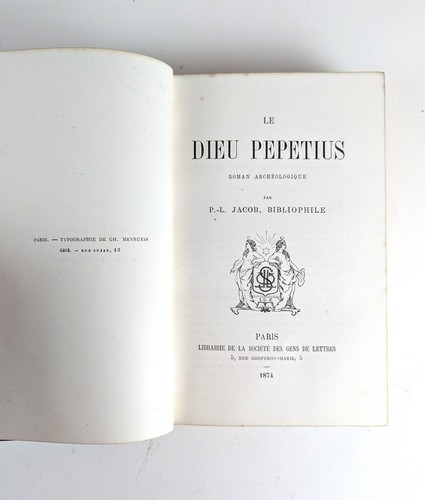 PARIS. — TYPOGRAPHIE DE CH. MEYRUEIS
RUE CUJAS, 13
LE
DIEU PEPETIUS
ROMAN ARCHÉOLOGIQUE
PAR
P.-L. JACOB, BIBLIOPHILE
PARIS
LIBRAIRIE DE LA SOCIÉTÉ DES GENS DE LETTRES
5, RUE GEOFFROY-MARIE, 5
1874